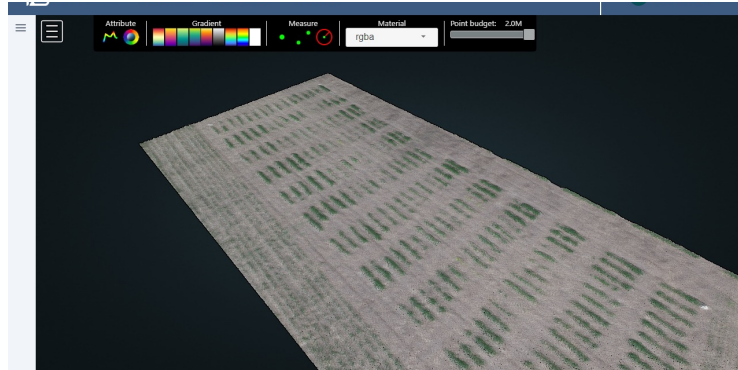 Attribute
Gradient
Measure
Material
Point budget: 2.0M
rgba